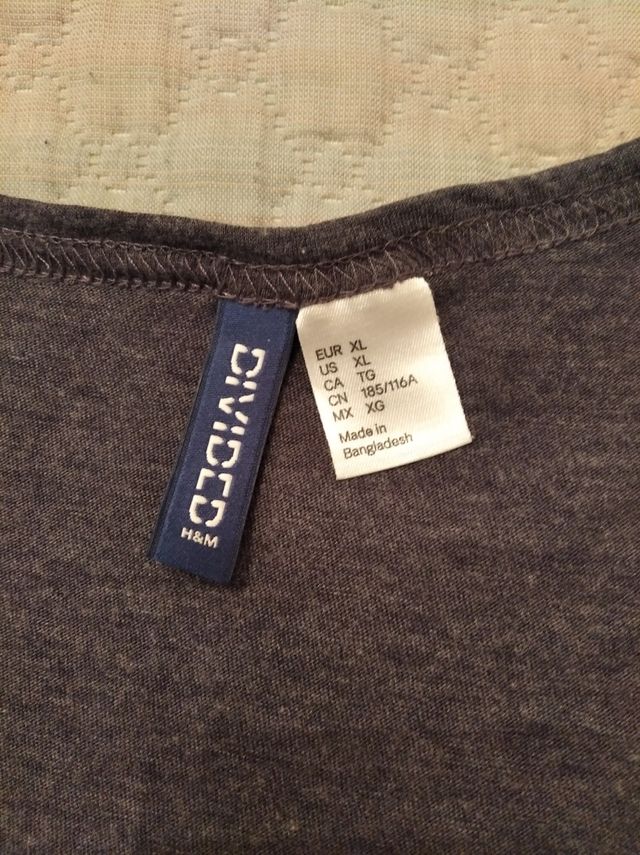 DIVIDED
H&M
EUR XL
US XL
CA TG
CN 185/116A
MX XG
Made in
Bangladesh